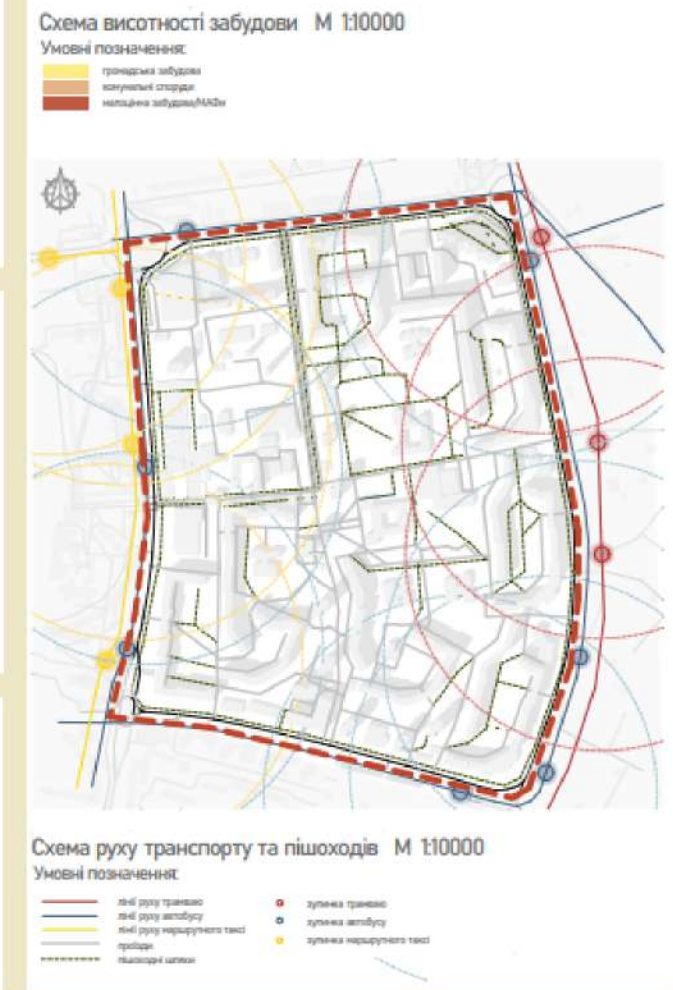 Схема висотності забудови М 1:10000
Умовні позначення:
громадська забудова
комунальні споруди
малоцінна забудова/МАФи
Схема руху транспорту та пішоходів М 1:10000
Умовні позначення:
лінії руху трамваю
лінії руху автобусу
лінії руху маршрутного таксі
проїзди
пішохідні шляхи
зупинка трамваю
зупинка автобусу
зупинка маршрутного таксі